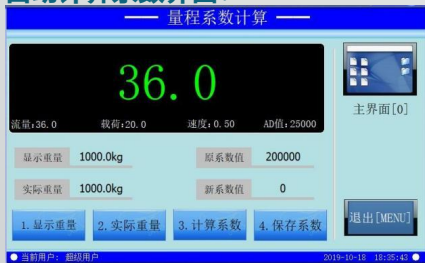 量程系数计算
36.0
流量:36.0 载荷:20.0 速度:0.50 AD值:25000
主界面[0]
显示重量 1000.0kg 原系数值 200000
实际重量 1000.0kg 新系数值 0
1.显示重量 2.实际重量 3.计算系数 4.保存系数 退出[MENU]
当前用户: 超级用户 2019-10-18 18:35:43